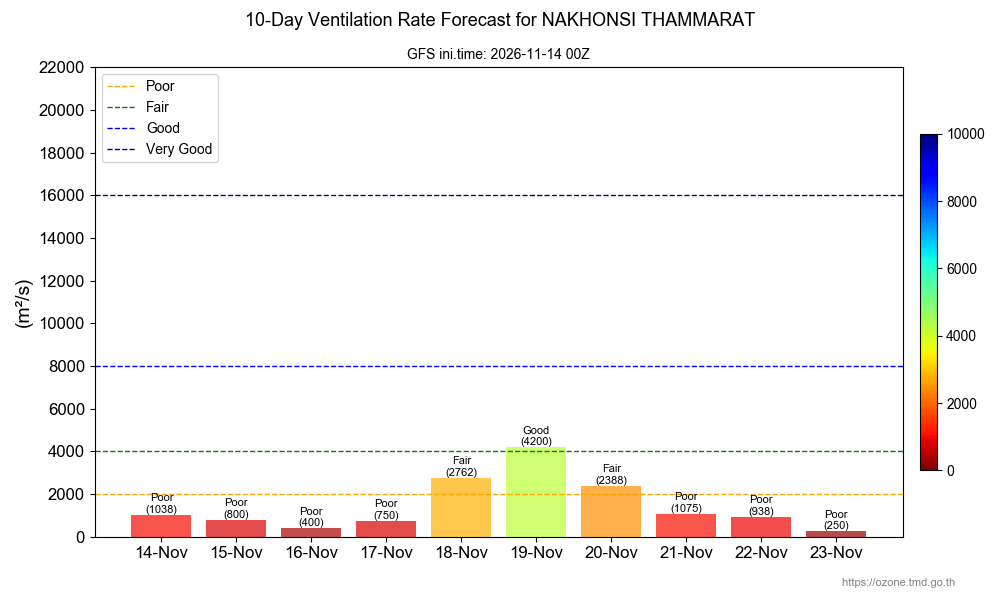 10-Day Ventilation Rate Forecast for NAKHONSI THAMMARAT
GFS ini.time: 2026-11-14 00Z
(m²/s)
22000
20000
18000
16000
14000
12000
10000
8000
6000
4000
2000
0
Poor
Fair
Good
Very Good
Poor
(1038)
Poor
(800)
Poor
(400)
Poor
(750)
Fair
(2762)
Good
(4200)
Fair
(2388)
Poor
(1075)
Poor
(938)
Poor
(250)
14-Nov
15-Nov
16-Nov
17-Nov
18-Nov
19-Nov
20-Nov
21-Nov
22-Nov
23-Nov
10000
8000
6000
4000
2000
0
https://ozone.tmd.go.th